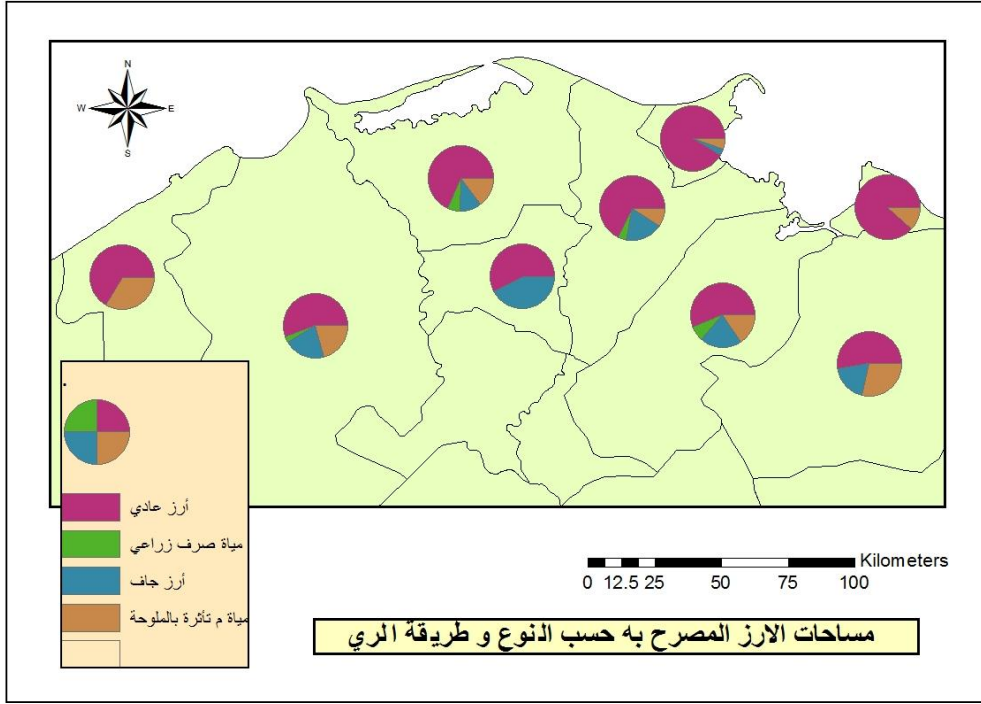 N
W E
S
.
أرز عادي
مياة صرف زراعي
أرز جاف
مياة م تأثرة بالملوحة
Kilometers
0 12.5 25 50 75 100
مساحات الارز المصرح به حسب النوع و طريقة الري